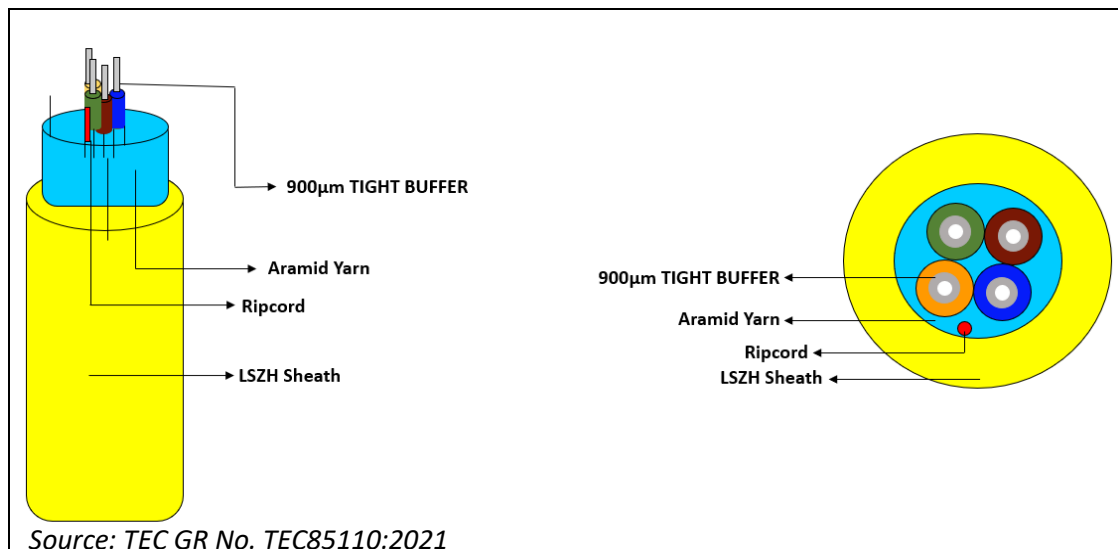 900µm TIGHT BUFFER
Aramid Yarn
Ripcord
LSZH Sheath
900µm TIGHT BUFFER
Aramid Yarn
Ripcord
LSZH Sheath
Source: TEC GR No. TEC85110:2021